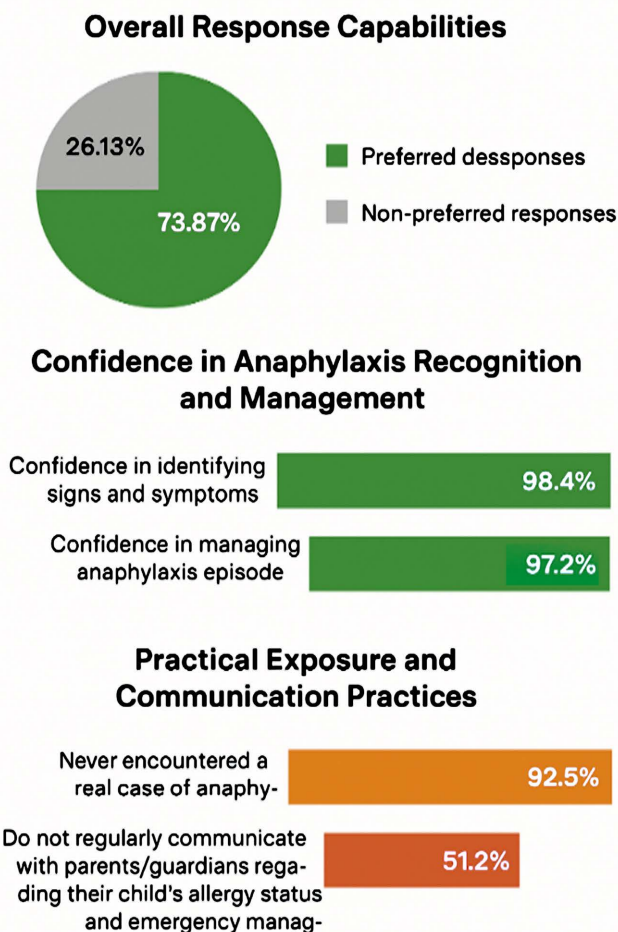 Overall Response Capabilities
26.13%
73.87%
Preferred dessponses
Non-preferred responses
Confidence in Anaphylaxis Recognition
and Management
Confidence in identifying
signs and symptoms
98.4%
Confidence in managing
anaphylaxis episode
97.2%
Practical Exposure and
Communication Practices
Never encountered a
real case of anaphy-
92.5%
Do not regularly communicate
with parents/guardians rega-
ding their child's allergy status
and emergency manag-
51.2%